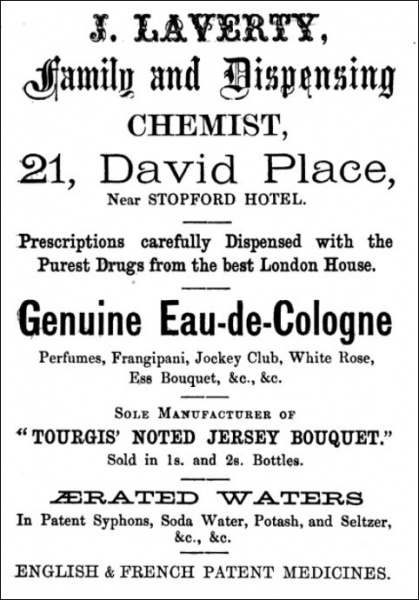 J. LAVERTY,
Family and Dispensing
CHEMIST,
21, David Place,
Near STOPFORD HOTEL.
Prescriptions carefully Dispensed with the
Purest Drugs from the best London House.
Genuine Eau-de-Cologne
Perfumes, Frangipani, Jockey Club, White Rose,
Ess Bouquet, &c., &c.
SOLE MANUFACTURER OF
"TOURGIS' NOTED JERSEY BOUQUET."
Sold in 1s. and 2s. Bottles.
ÆRATED WATERS
In Patent Syphons, Soda Water, Potash, and Seltzer,
&c., &c.
ENGLISH & FRENCH PATENT MEDICINES.